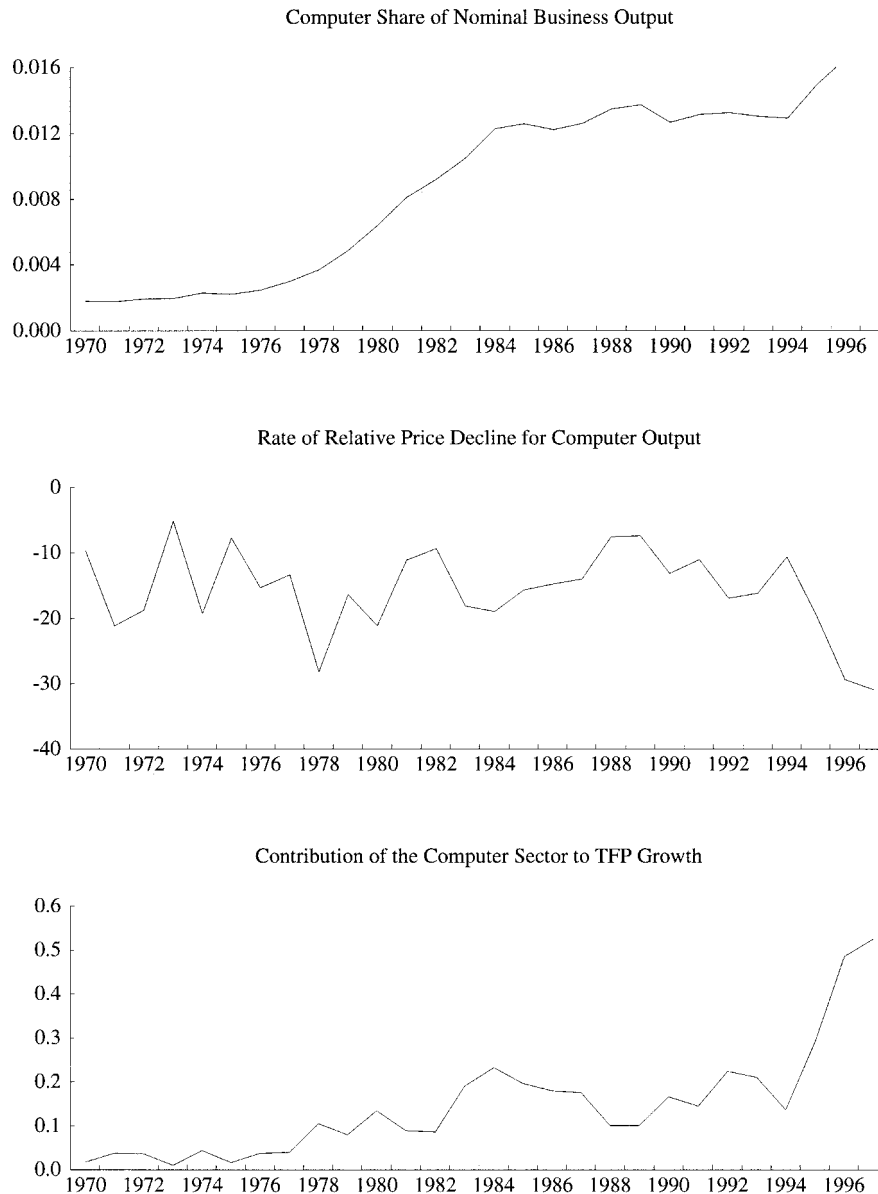 Computer Share of Nominal Business Output
0.016
0.012
0.008
0.004
0.000
1970 1972 1974 1976 1978 1980 1982 1984 1986 1988 1990 1992 1994 1996
Rate of Relative Price Decline for Computer Output
0
-10
-20
-30
-40
1970 1972 1974 1976 1978 1980 1982 1984 1986 1988 1990 1992 1994 1996
Contribution of the Computer Sector to TFP Growth
0.6
0.5
0.4
0.3
0.2
0.1
0.0
1970 1972 1974 1976 1978 1980 1982 1984 1986 1988 1990 1992 1994 1996